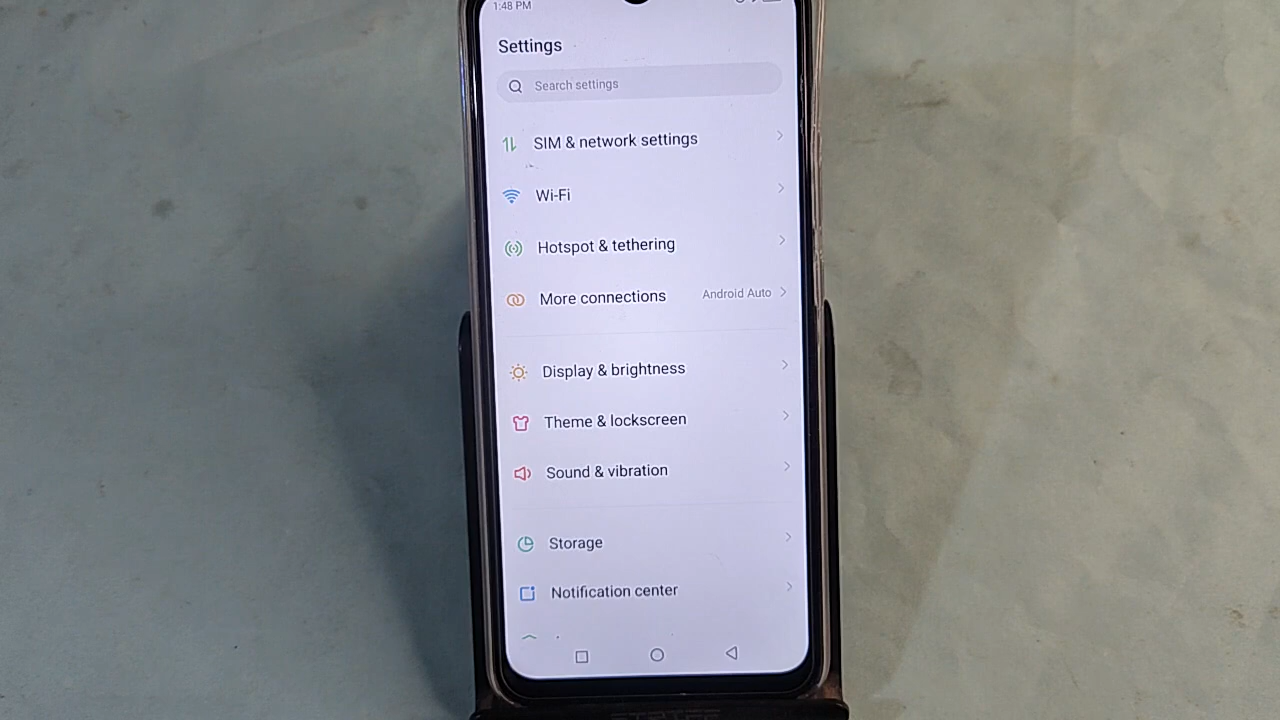 1:48 PM
Settings
Search settings
SIM & network settings
Wi-Fi
Hotspot & tethering
More connections Android Auto
Display & brightness
Theme & lockscreen
Sound & vibration
Storage
Notification center